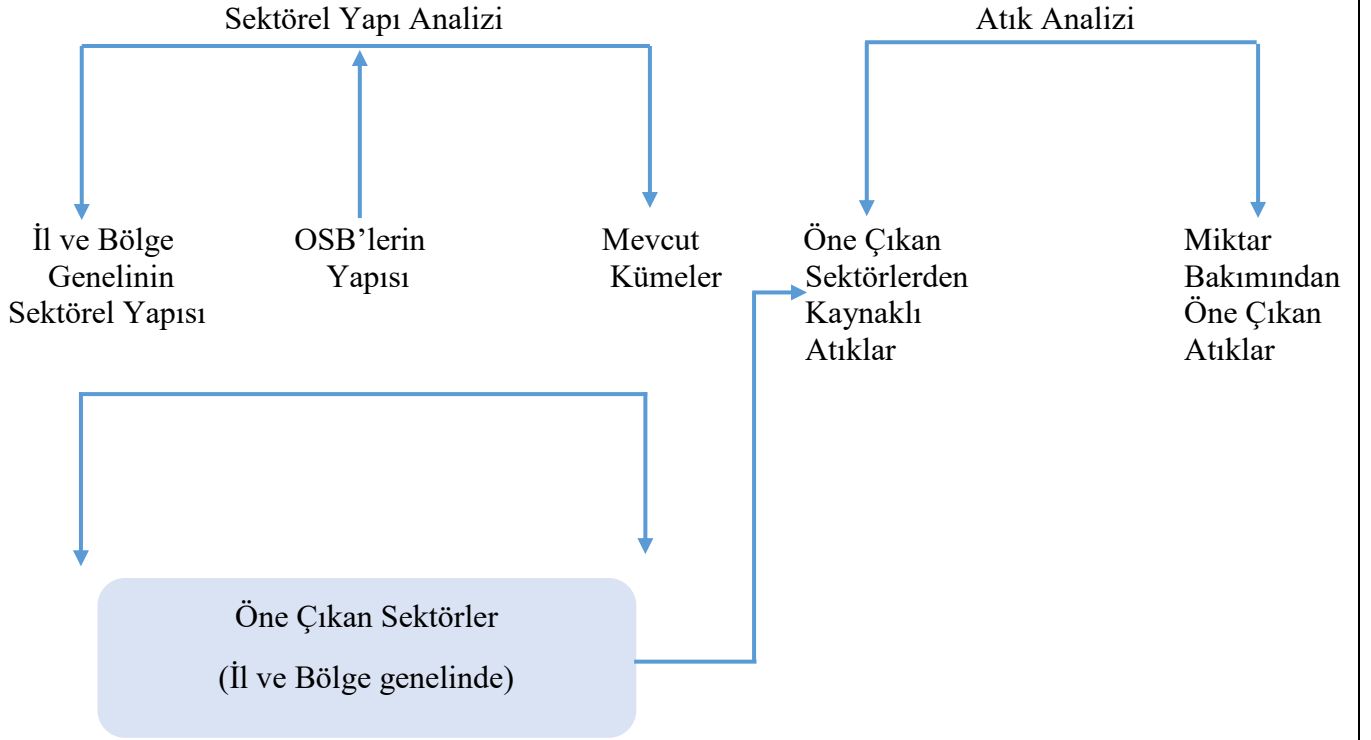 Sektörel Yapı Analizi
Atık Analizi
İl ve Bölge
Genelinin
Sektörel Yapısı
OSB’lerin
Yapısı
Mevcut
Kümeler
Öne Çıkan
Sektörlerden
Kaynaklı
Atıklar
Miktar
Bakımından
Öne Çıkan
Atıklar
Öne Çıkan Sektörler
(İl ve Bölge genelinde)